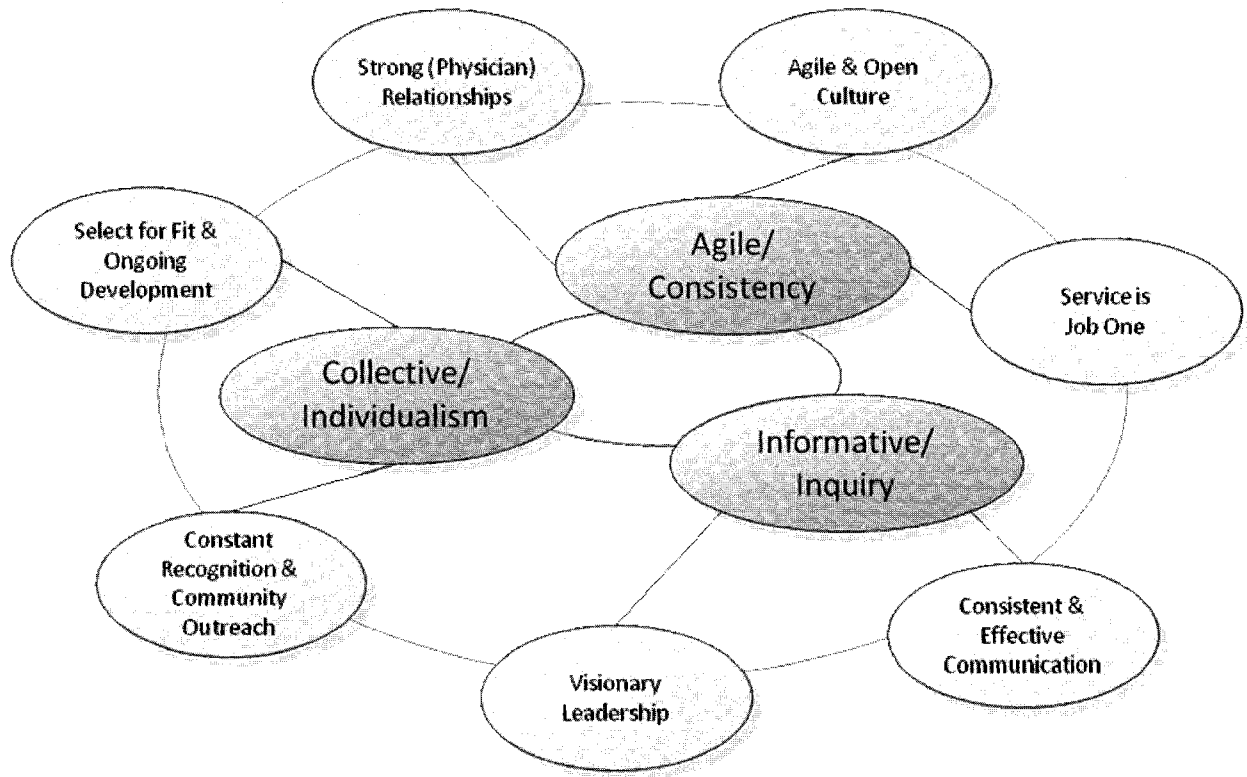 Strong (Physician)
Relationships
Agile & Open
Culture
Select for Fit &
Ongoing
Development
Agile/
Consistency
Service is
Job One
Collective/
Individualism
Informative/
Inquiry
Constant
Recognition &
Community
Outreach
Consistent &
Effective
Communication
Visionary
Leadership